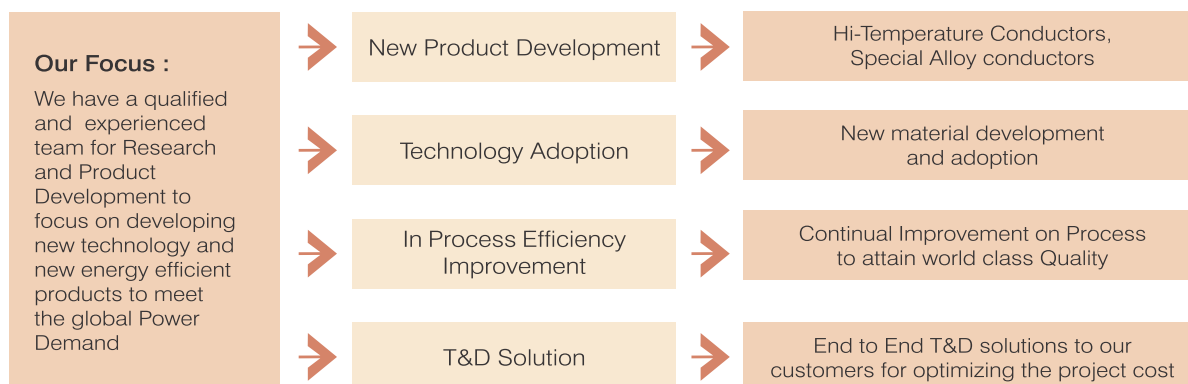 Our Focus :
We have a qualified
and experienced
team for Research
and Product
Development to
focus on developing
new technology and
new energy efficient
products to meet
the global Power
Demand
New Product Development
Hi-Temperature Conductors,
Special Alloy conductors
Technology Adoption
New material development
and adoption
In Process Efficiency
Improvement
Continual Improvement on Process
to attain world class Quality
T&D Solution
End to End T&D solutions to our
customers for optimizing the project cost